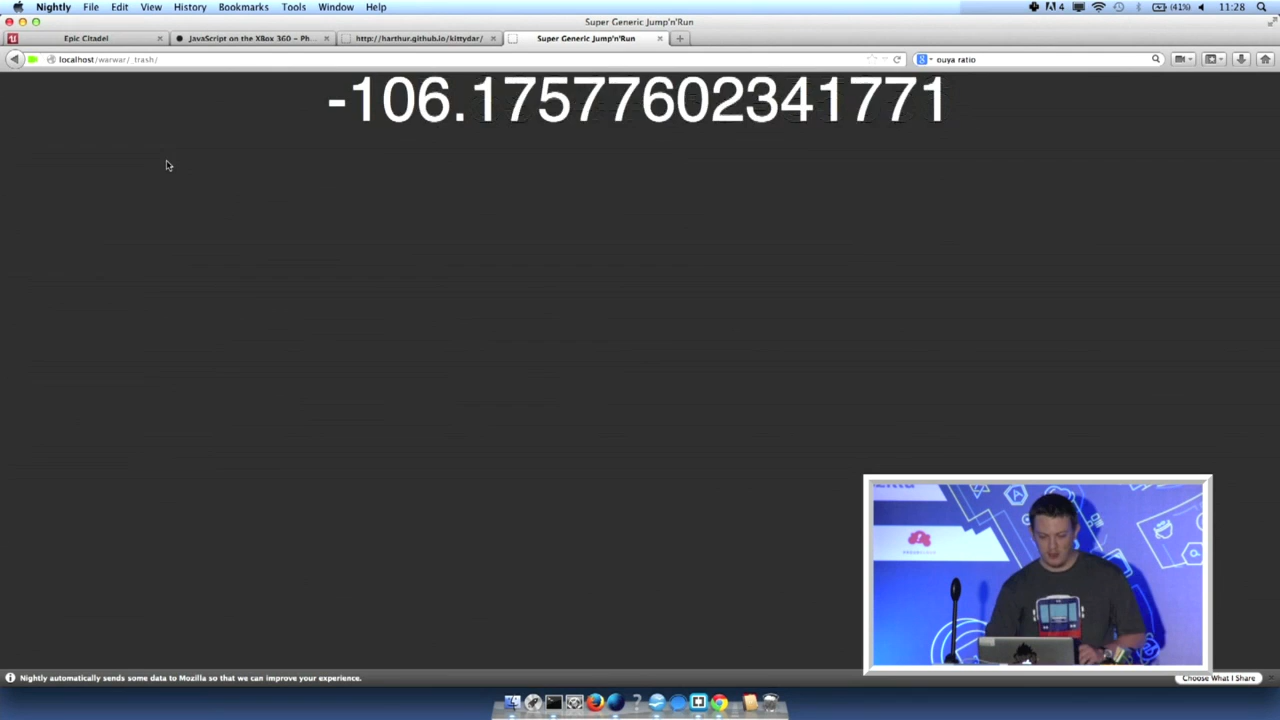 Nightly File Edit View History Bookmarks Tools Window Help 4 (41%) 11:28
Super Generic Jump'n'Run
Epic Citadel JavaScript on the XBox 360 – Ph... http://harthur.github.io/kittydar/ Super Generic Jump'n'Run
localhost/warwar/_trash/ ouya ratio
-106.17577602341771
Nightly automatically sends some data to Mozilla so that we can improve your experience. Choose What I Share